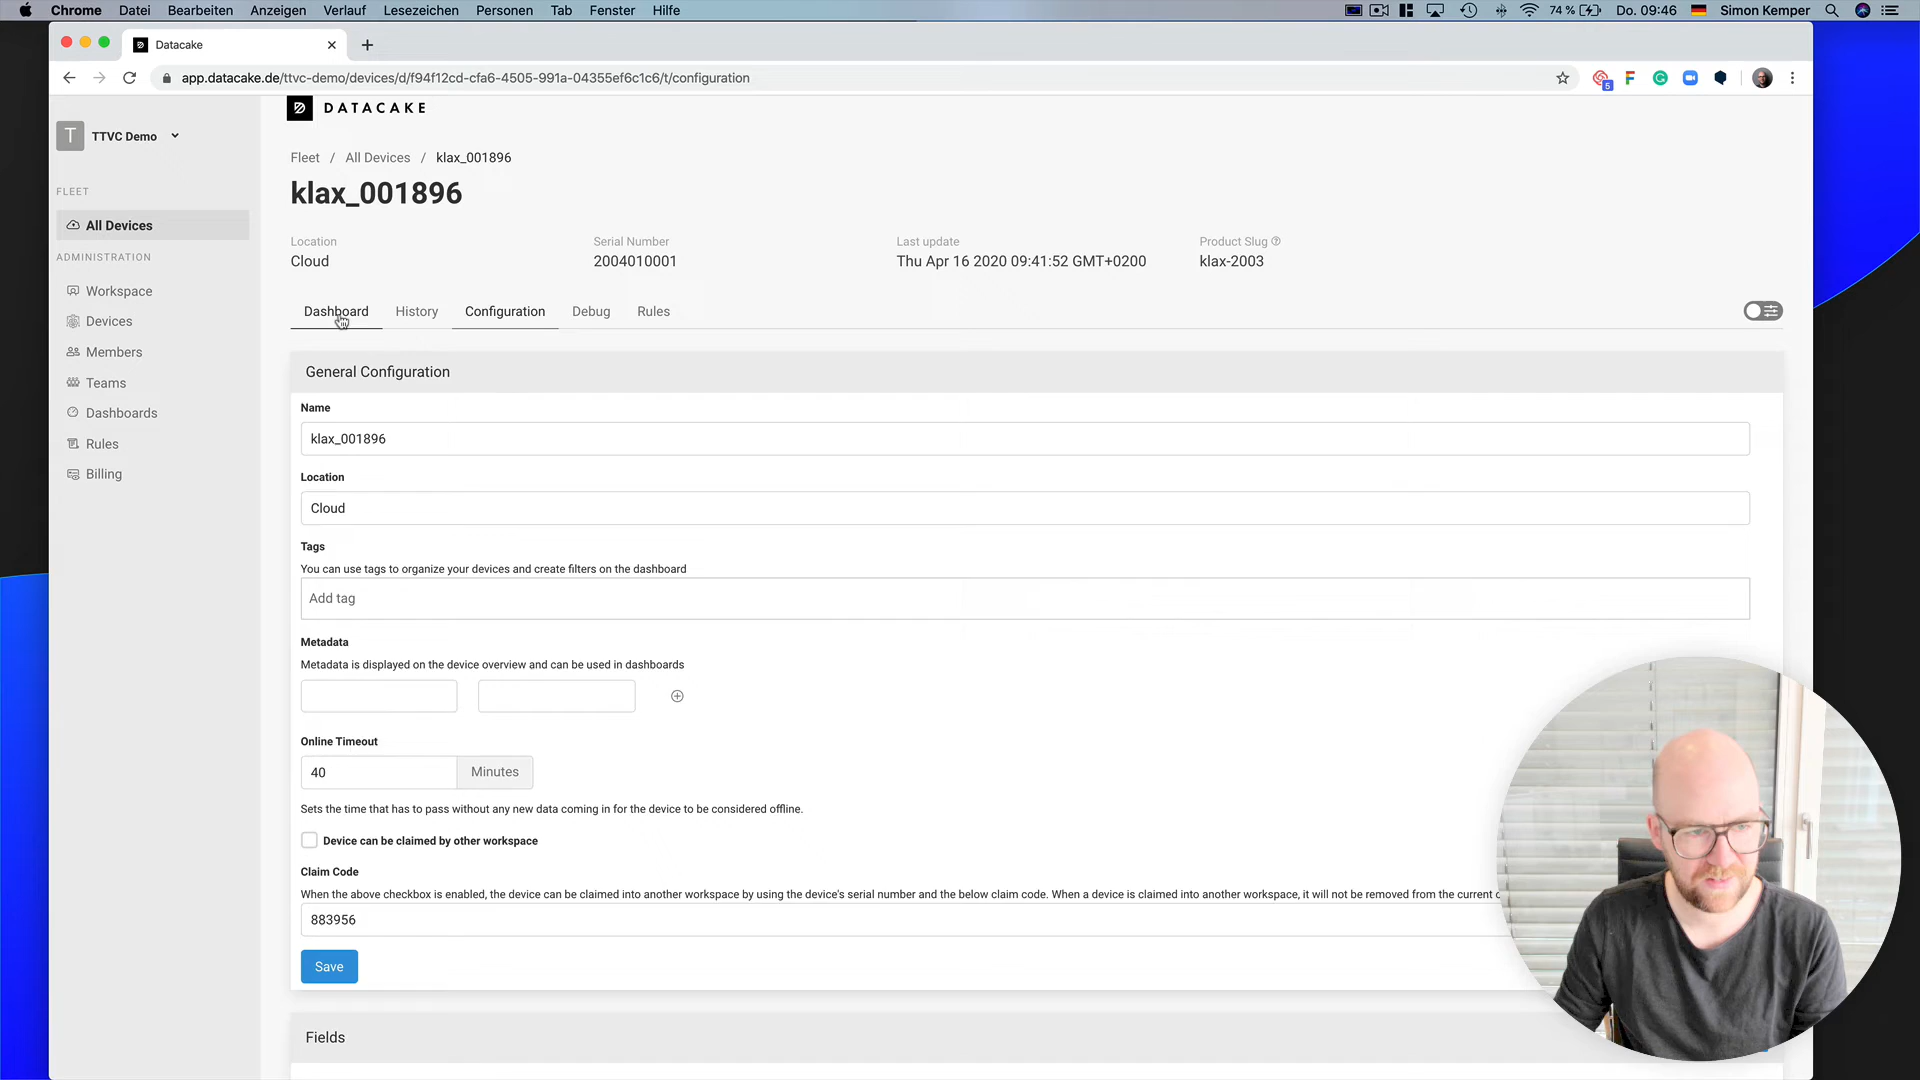 Chrome Datei Bearbeiten Anzeigen Verlauf Lesezeichen Personen Tab Fenster Hilfe 74 % Do. 09:46 Simon Kemper
Datacake
app.datacake.de/ttvc-demo/devices/d/f94f12cd-cfa6-4505-991a-04355ef6c1c6/t/configuration
5
DATACAKE
T TTVC Demo
Fleet / All Devices / klax_001896
FLEET
klax_001896
All Devices
Location Serial Number Last update Product Slug
ADMINISTRATION
Cloud 2004010001 Thu Apr 16 2020 09:41:52 GMT+0200 klax-2003
Workspace
Dashboard History Configuration Debug Rules
Devices
Members
General Configuration
Teams
Name
Dashboards
klax_001896
Rules
Billing
Location
Cloud
Tags
You can use tags to organize your devices and create filters on the dashboard
Add tag
Metadata
Metadata is displayed on the device overview and can be used in dashboards
Online Timeout
40 Minutes
Sets the time that has to pass without any new data coming in for the device to be considered offline.
Device can be claimed by other workspace
Claim Code
When the above checkbox is enabled, the device can be claimed into another workspace by using the device's serial number and the below claim code. When a device is claimed into another workspace, it will not be removed from the current
883956
Save
Fields